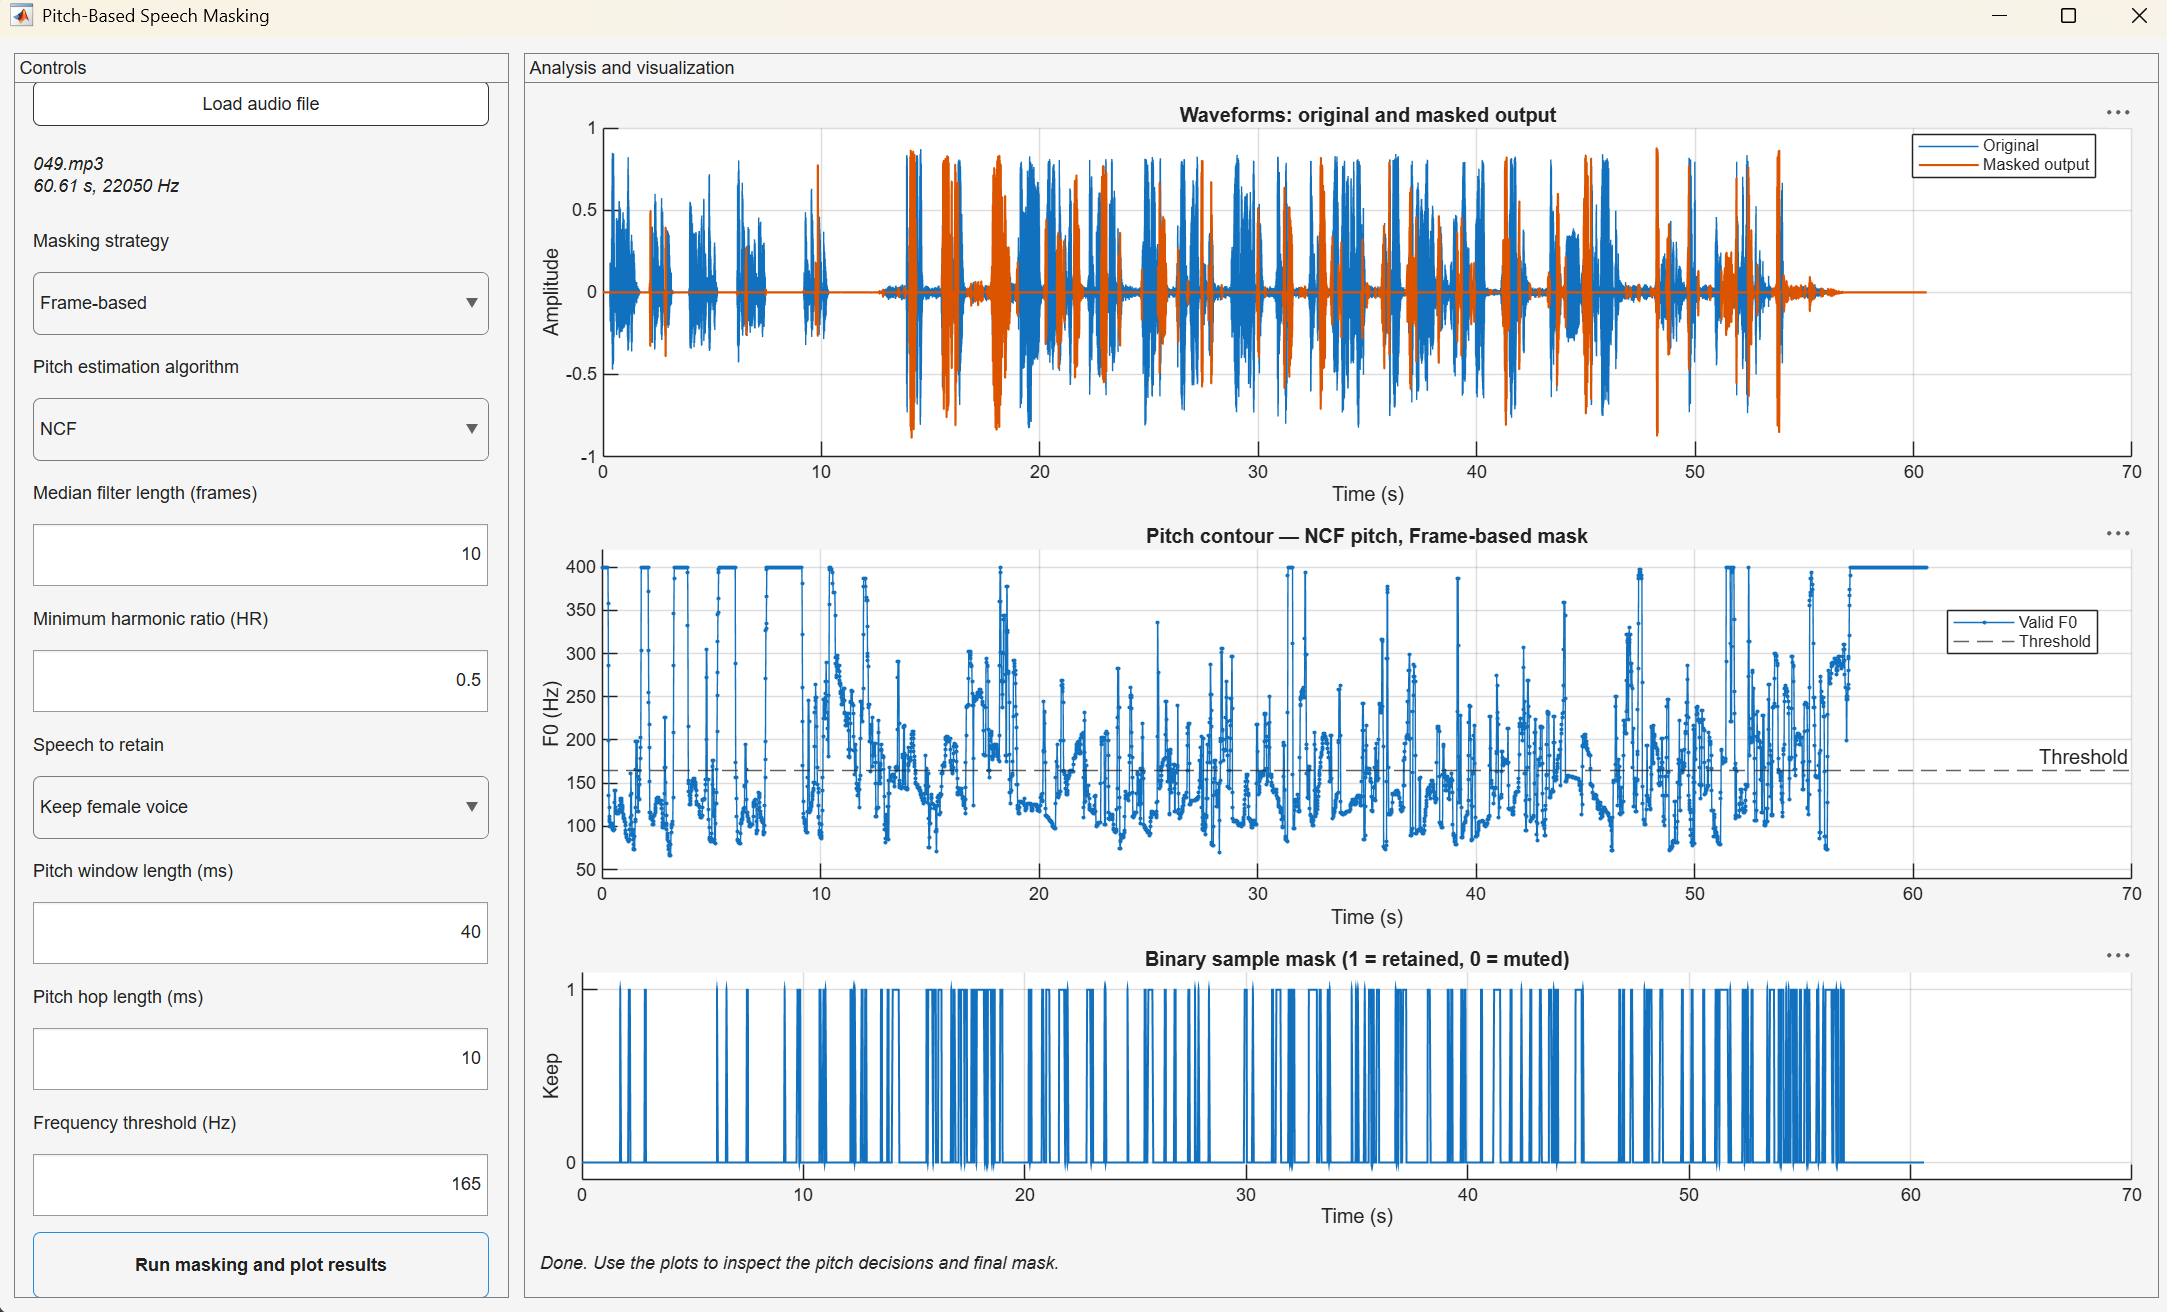 Pitch-Based Speech Masking
Controls
Load audio file
049.mp3
60.61 s, 22050 Hz
Masking strategy
Frame-based
Pitch estimation algorithm
NCF
Median filter length (frames)
10
Minimum harmonic ratio (HR)
0.5
Speech to retain
Keep female voice
Pitch window length (ms)
40
Pitch hop length (ms)
10
Frequency threshold (Hz)
165
Run masking and plot results
Analysis and visualization
Waveforms: original and masked output
Original
Masked output
1
0.5
0
-0.5
-1
Amplitude
0 10 20 30 40 50 60 70
Time (s)
Pitch contour — NCF pitch, Frame-based mask
Valid F0
Threshold
400
350
300
250
200
150
100
50
F0 (Hz)
Threshold
0 10 20 30 40 50 60 70
Time (s)
Binary sample mask (1 = retained, 0 = muted)
1
0
Keep
0 10 20 30 40 50 60 70
Time (s)
Done. Use the plots to inspect the pitch decisions and final mask.